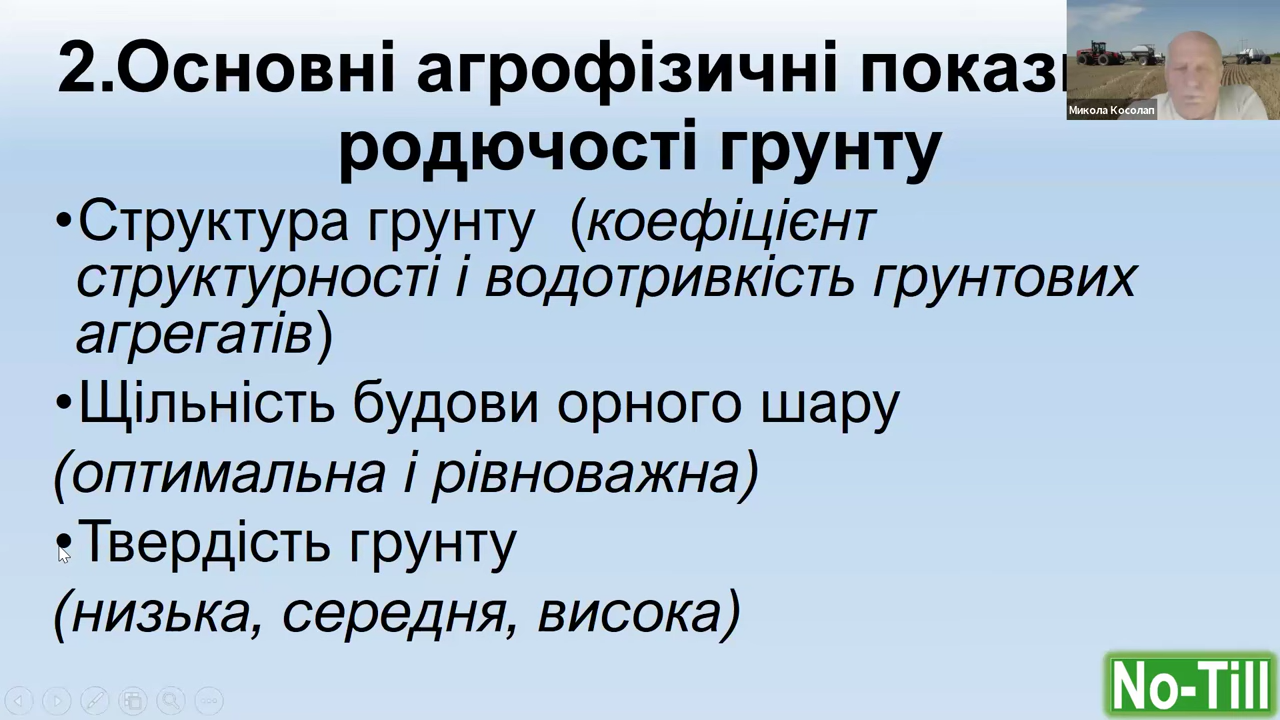 2.Основні агрофізичні
родючості грунту
•Структура грунту (коефіцієнт
структурності і водотривкість грунтових
агрегатів)
•Щільність будови орного шару
(оптимальна і рівноважна)
•Твердість грунту
(низька, середня, висока)
Микола Косолап
No-Till